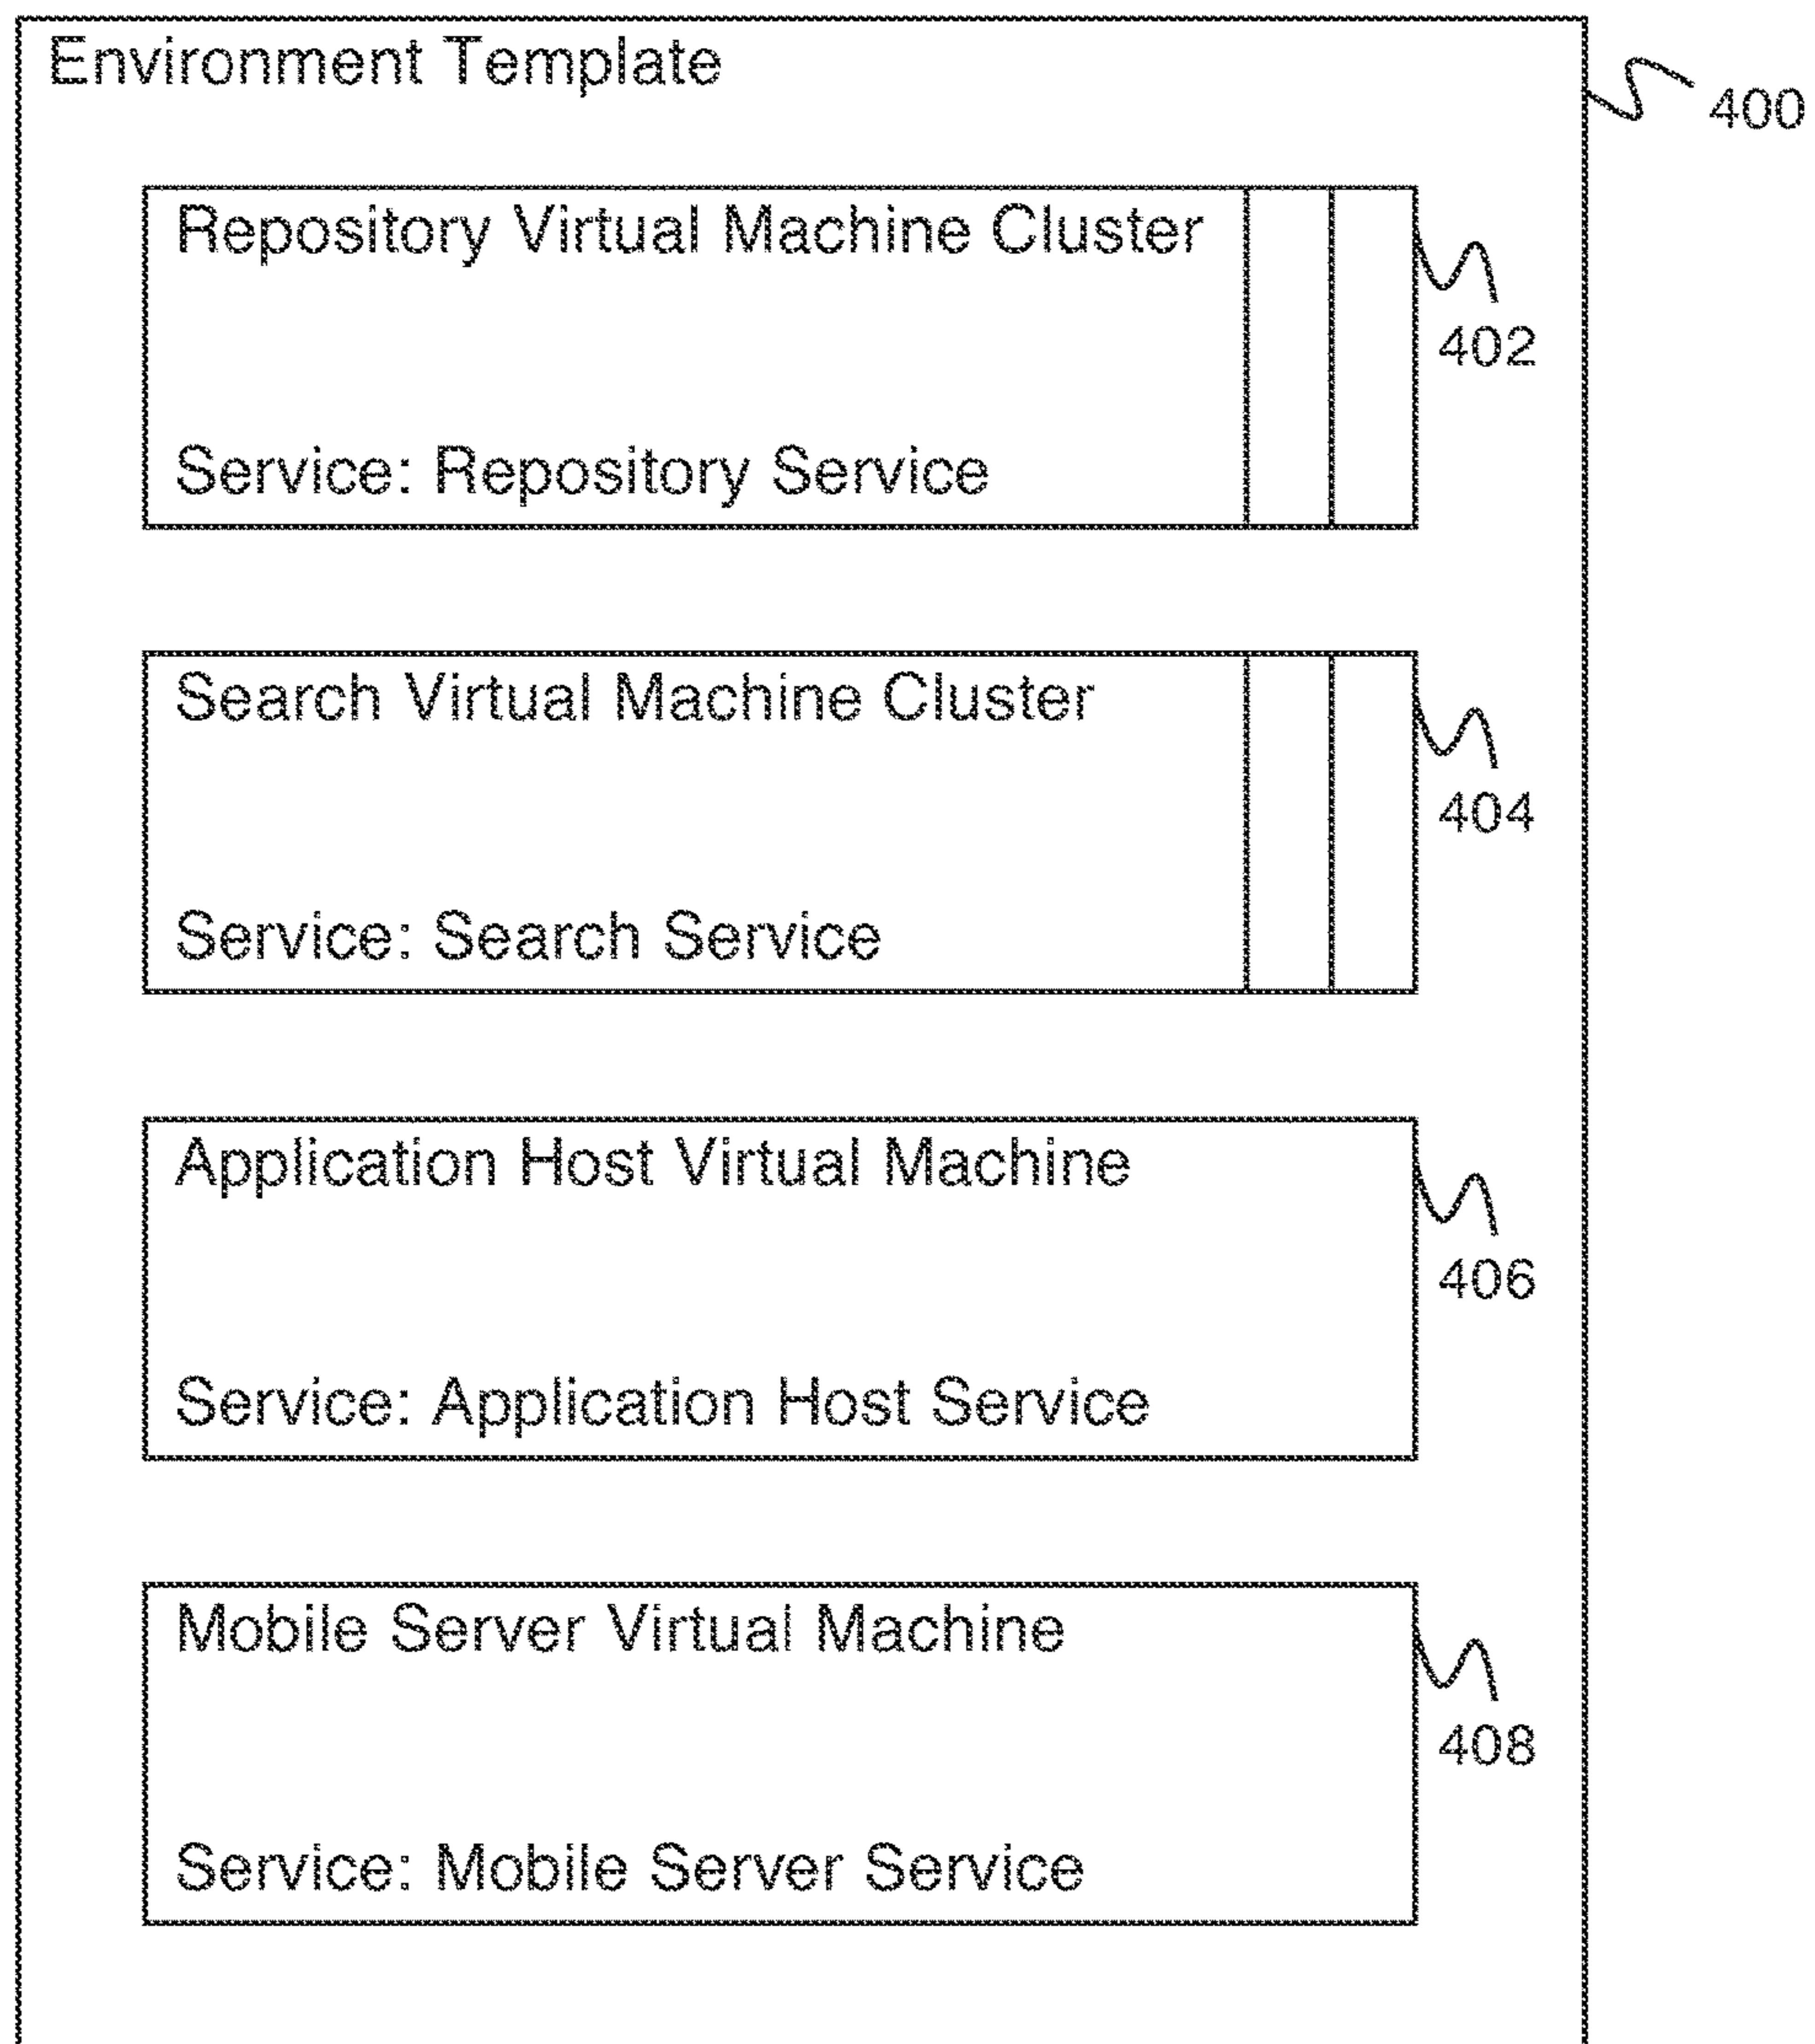 Environment Template
400
Repository Virtual Machine Cluster
402
Service: Repository Service
Search Virtual Machine Cluster
404
Service: Search Service
Application Host Virtual Machine
406
Service: Application Host Service
Mobile Server Virtual Machine
408
Service: Mobile Server Service